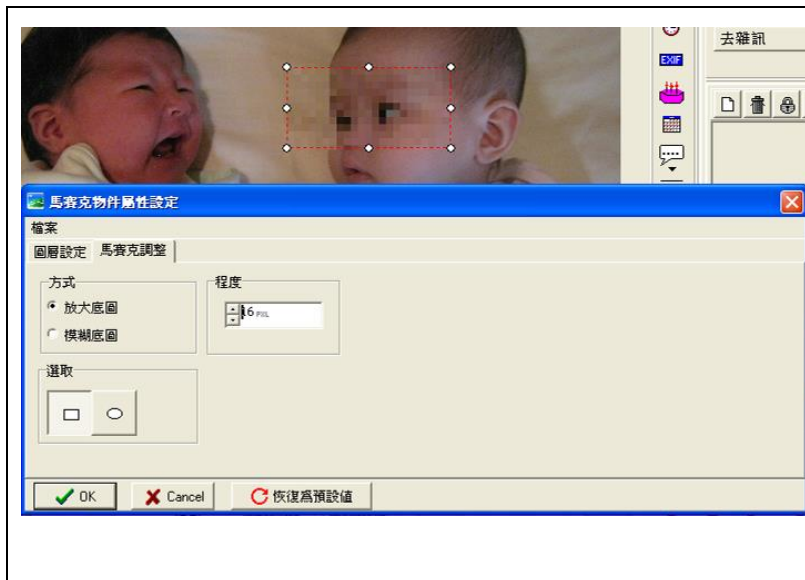 EXIF
去雜訊
馬賽克物件屬性設定
檔案
圖層設定 馬賽克調整
方式
放大底圖
模糊底圖
程度
16 PXL
選取
OK Cancel 恢復為預設值